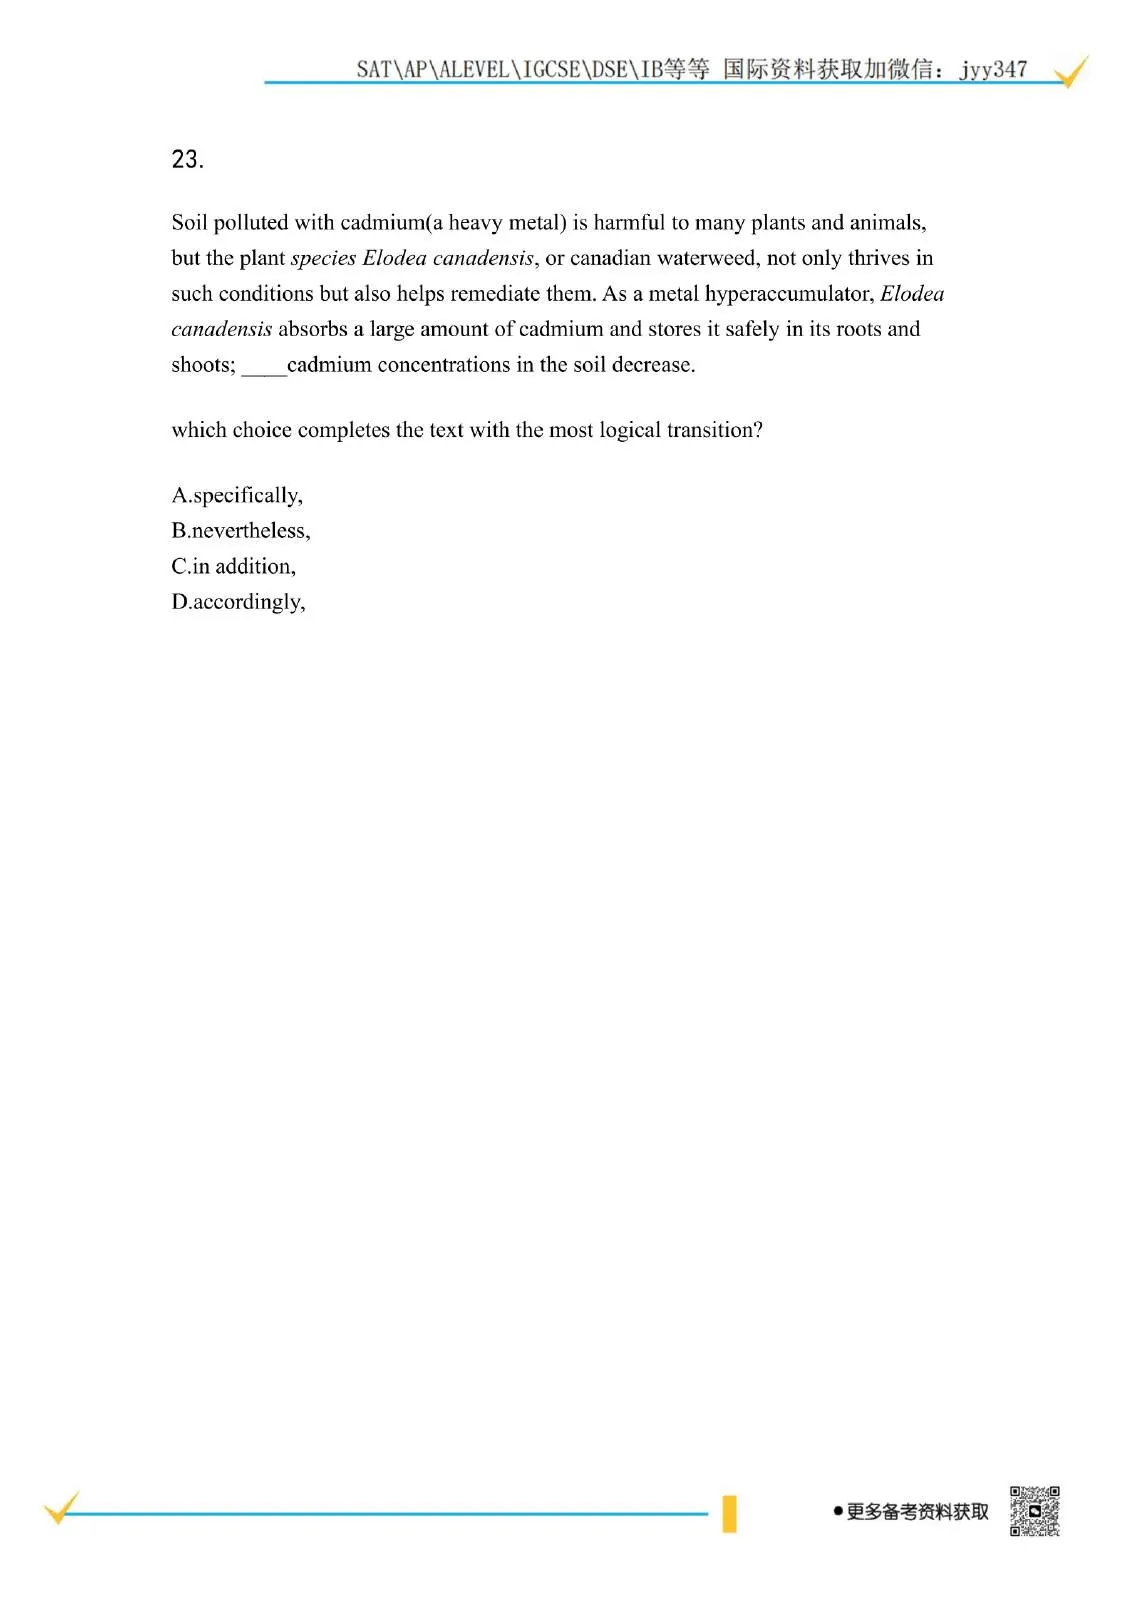 SAT\AP\ALEVEL\IGCSE\DSE\IB等等 国际资料获取加微信：jyy347
23.
Soil polluted with cadmium(a heavy metal) is harmful to many plants and animals,
but the plant species Elodea canadensis, or canadian waterweed, not only thrives in
such conditions but also helps remediate them. As a metal hyperaccumulator, Elodea
canadensis absorbs a large amount of cadmium and stores it safely in its roots and
shoots; ____cadmium concentrations in the soil decrease.
which choice completes the text with the most logical transition?
A.specifically,
B.nevertheless,
C.in addition,
D.accordingly,
●更多备考资料获取